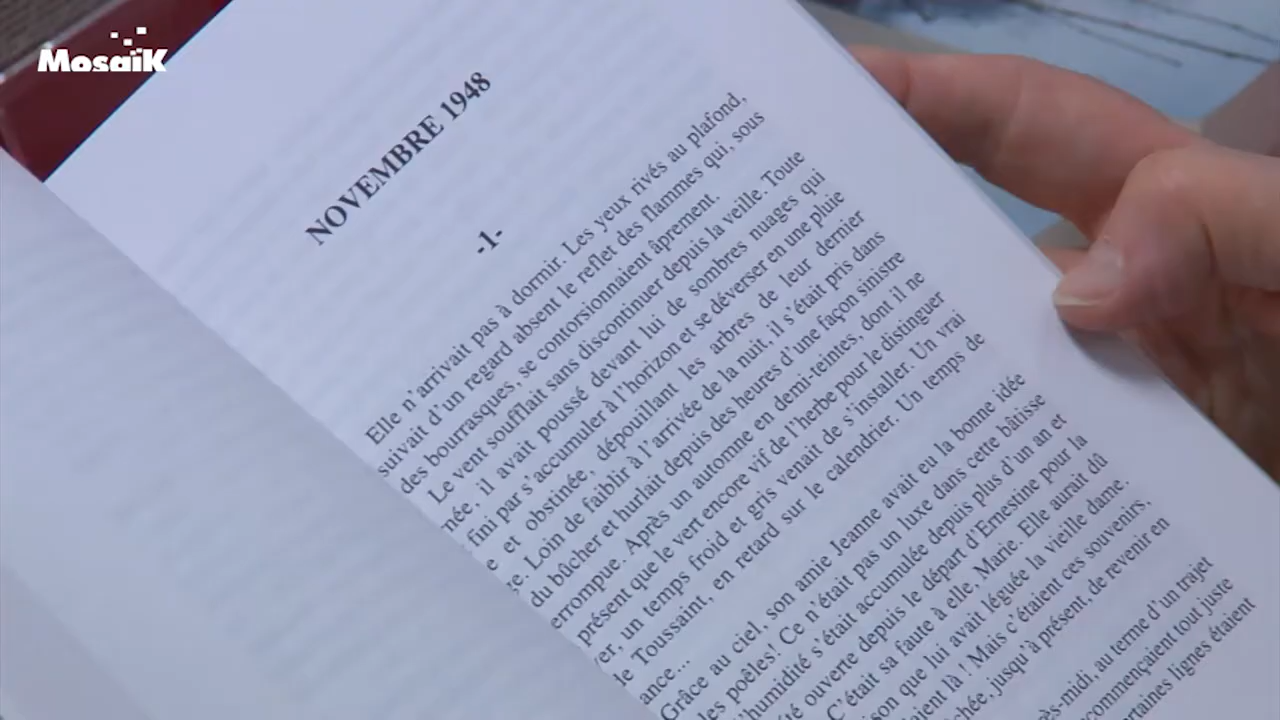 MosaïK
NOVEMBRE 1948
-1-
Elle n'arrivait pas à dormir. Les yeux rivés au plafond,
suivait d'un regard absent le reflet des flammes qui, sous
des bourrasques, se contorsionnaient âprement.
Le vent soufflait sans discontinuer depuis la veille. Toute
née, il avait poussé devant lui de sombres nuages qui
fini par s'accumuler à l'horizon et se déverser en une pluie
e et obstinée, dépouillant les arbres de leur dernier
re. Loin de faiblir à l'arrivée de la nuit, il s'était pris dans
du bûcher et hurlait depuis des heures d'une façon sinistre
errompue. Après un automne en demi-teintes, dont il ne
présent que le vert encore vif de l'herbe pour le distinguer
er, un temps froid et gris venait de s'installer. Un vrai
de Toussaint, en retard sur le calendrier. Un temps de
ance...
Grâce au ciel, son amie Jeanne avait eu la bonne idée
les poêles! Ce n'était pas un luxe dans cette bâtisse
l'humidité s'était accumulée depuis plus d'un an et
été ouverte depuis le départ d'Ernestine pour la
C'était sa faute à elle, Marie. Elle aurait dû
ison que lui avait léguée la vieille dame.
aient là ! Mais c'étaient ces souvenirs,
chée, jusqu'à présent, de revenir en
ès-midi, au terme d'un trajet
commençaient tout juste
ertaines lignes étaient